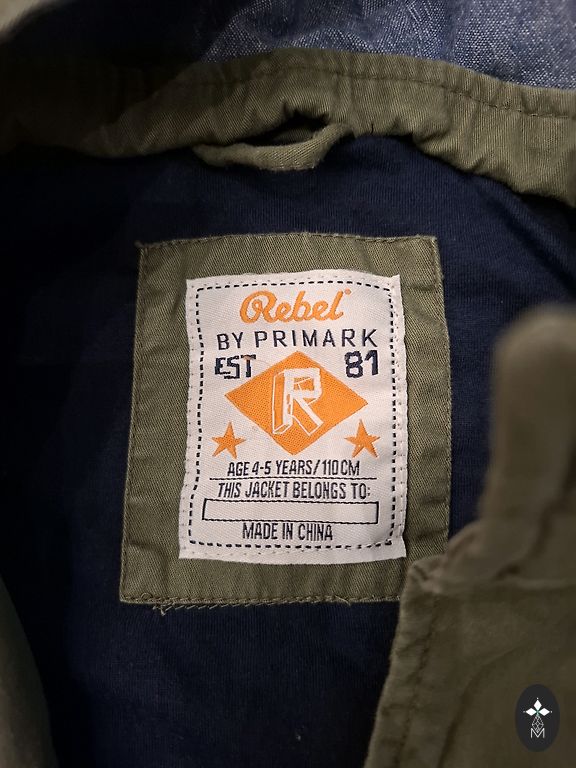 Rebel
BY PRIMARK
EST 81
R
AGE 4-5 YEARS/110CM
THIS JACKET BELONGS TO:
MADE IN CHINA
M